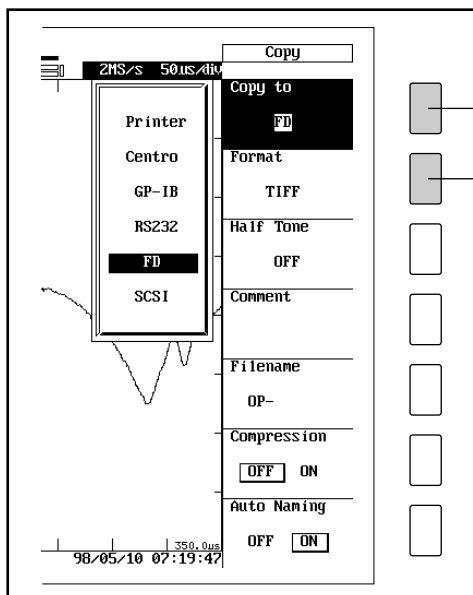 Copy
2MS/s 50us/div
Copy to
FD
Printer
Centro
GP-IB
RS232
FD
SCSI
Format
TIFF
Half Tone
OFF
Comment
Filename
OP-
Compression
OFF ON
Auto Naming
OFF ON
350.0us
98/05/10 07:19:47